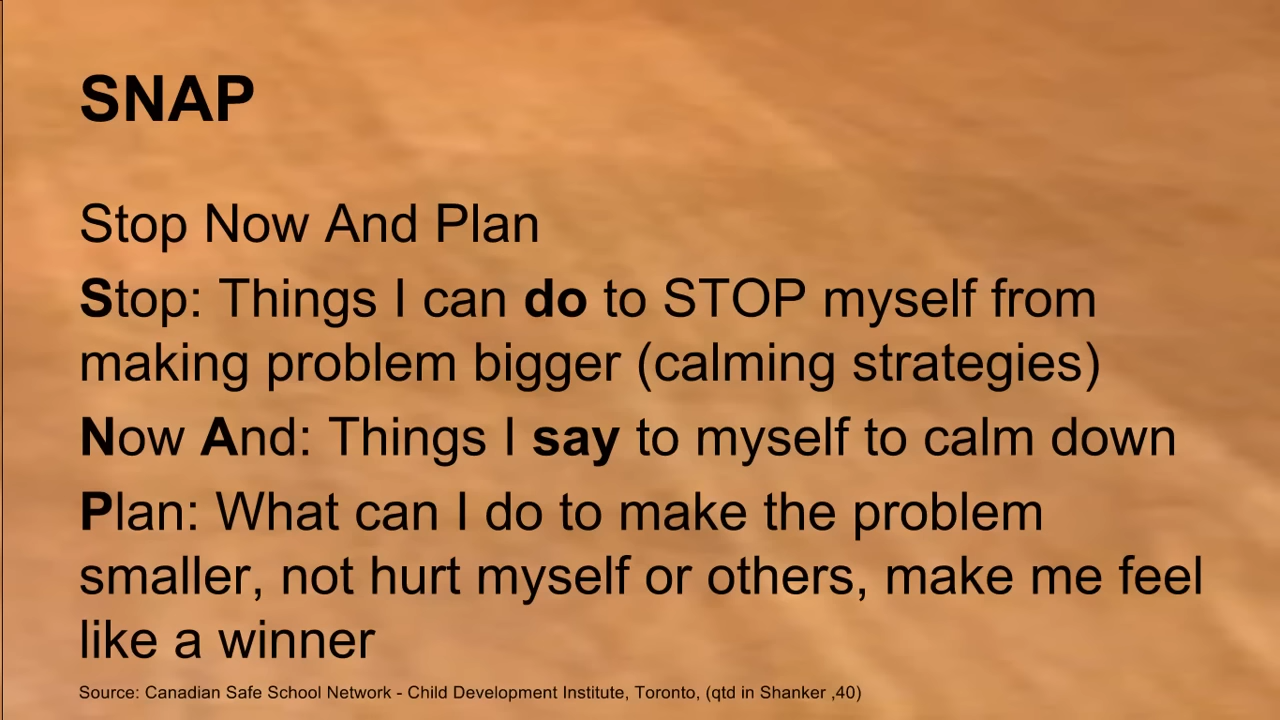 SNAP
Stop Now And Plan
Stop: Things I can do to STOP myself from
making problem bigger (calming strategies)
Now And: Things I say to myself to calm down
Plan: What can I do to make the problem
smaller, not hurt myself or others, make me feel
like a winner
Source: Canadian Safe School Network - Child Development Institute, Toronto, (qtd in Shanker ,40)